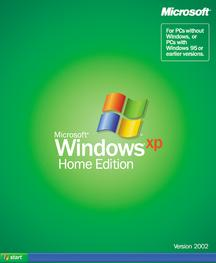 Microsoft®
For PCs without
Windows, or
PCs with
Windows 95 or
earlier versions.
Microsoft®
Windows xp
Home Edition
Version 2002
start